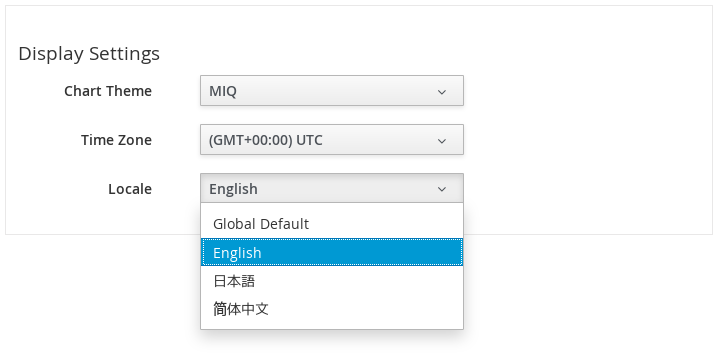 Display Settings
Chart Theme MIQ
Time Zone (GMT+00:00) UTC
Locale English
Global Default
English
日本語
简体中文